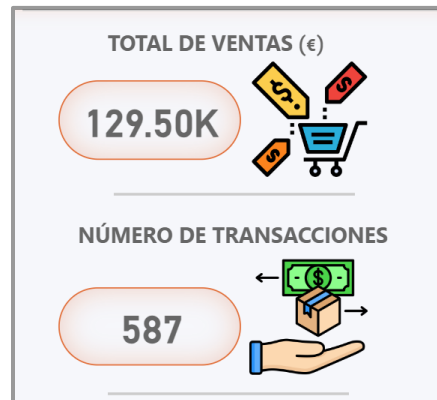 TOTAL DE VENTAS (€)
129.50K
NÚMERO DE TRANSACCIONES
587